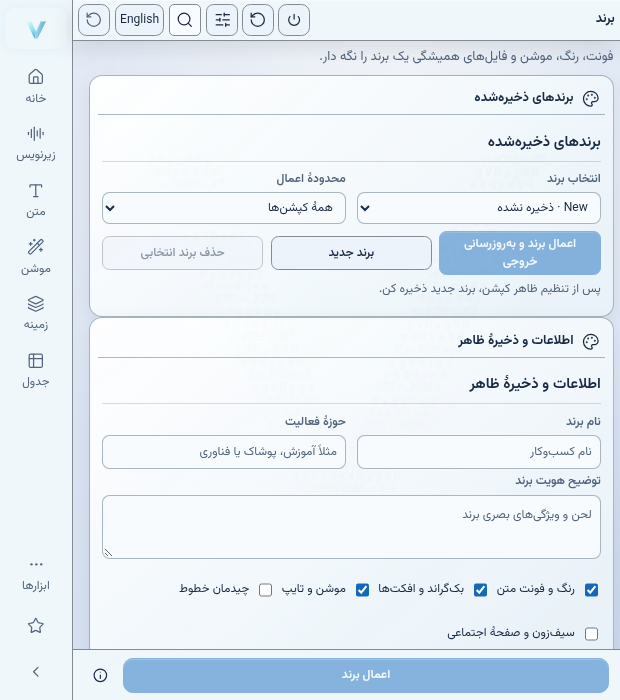 برند
English
فونت، رنگ، موشن و فایل‌های همیشگی یک برند را نگه دار.
خانه
زیرنویس
متن
موشن
زمینه
جدول
ابزارها
برندهای ذخیره‌شده
برندهای ذخیره‌شده
انتخاب برند
محدودهٔ اعمال
New · ذخیره نشده
همهٔ کپشن‌ها
اعمال برند و به‌روزرسانی
خروجی
برند جدید
حذف برند انتخابی
پس از تنظیم ظاهر کپشن، برند جدید ذخیره کن.
اطلاعات و ذخیرهٔ ظاهر
اطلاعات و ذخیرهٔ ظاهر
نام برند
حوزهٔ فعالیت
نام کسب‌وکار
مثلاً آموزش، پوشاک یا فناوری
توضیح هویت برند
لحن و ویژگی‌های بصری برند
رنگ و فونت متن
بک‌گراند و افکت‌ها
موشن و تایپ
چیدمان خطوط
سیف‌زون و صفحهٔ اجتماعی
اعمال برند